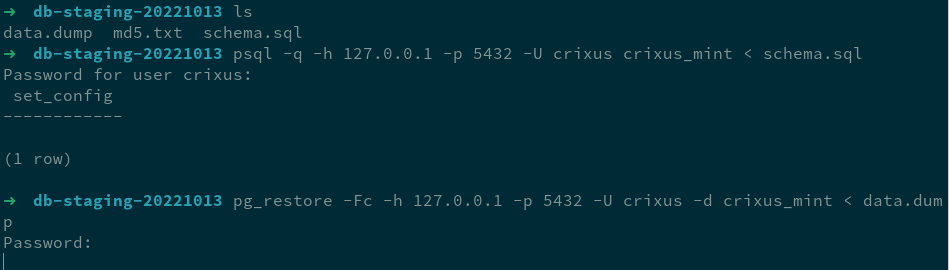 ➜  db-staging-20221013 ls
data.dump  md5.txt  schema.sql
➜  db-staging-20221013 psql -q -h 127.0.0.1 -p 5432 -U crixus crixus_mint < schema.sql
Password for user crixus:
 set_config
------------
(1 row)
➜  db-staging-20221013 pg_restore -Fc -h 127.0.0.1 -p 5432 -U crixus -d crixus_mint < data.dum
p
Password: